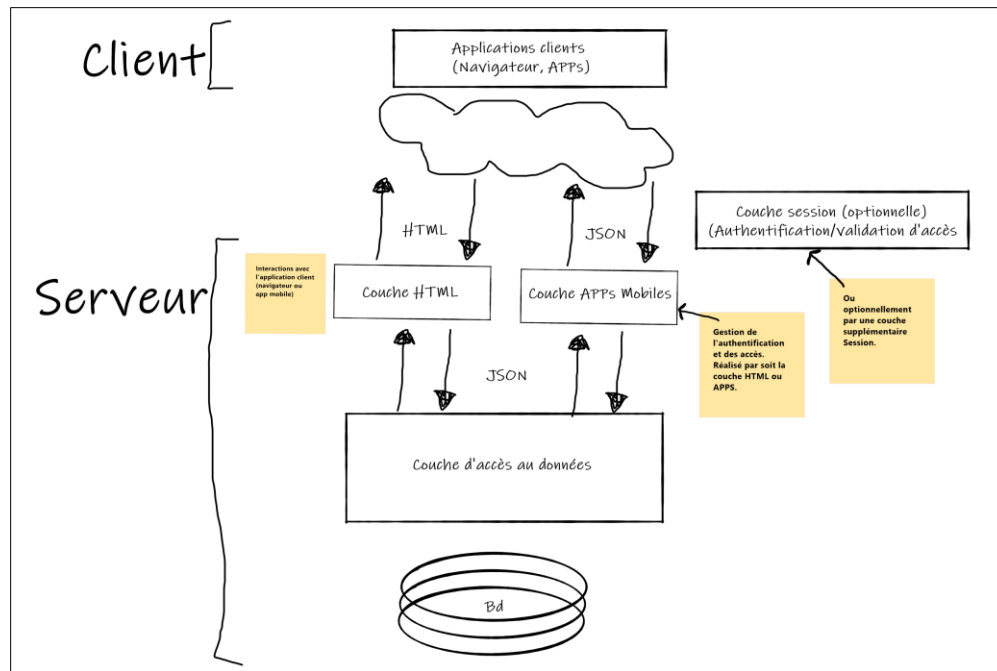 Client
Applications clients
(Navigateur, APPs)
HTML
JSON
Couche session (optionnelle)
(Authentification/validation d'accès
Serveur
Interactions avec
l'application client
(navigateur ou
app mobile)
Couche HTML
Couche APPs Mobiles
Ou
optionnellement
par une couche
supplémentaire
Session.
Gestion de
l'authentification
et des accès.
Réalisé par soit la
couche HTML ou
APPS.
JSON
Couche d'accès au données
Bd